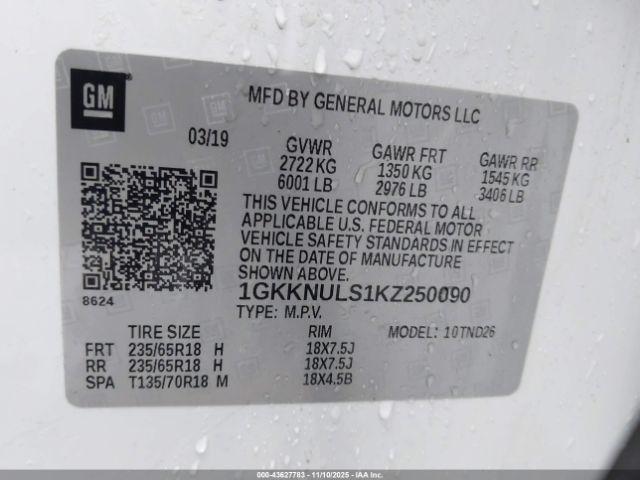 GM
MFD BY GENERAL MOTORS LLC
03/19
GVWR GAWR FRT GAWR RR
2722 KG 1350 KG 1545 KG
6001 LB 2976 LB 3406 LB
THIS VEHICLE CONFORMS TO ALL
APPLICABLE U.S. FEDERAL MOTOR
VEHICLE SAFETY STANDARDS IN EFFECT
ON THE DATE OF MANUFACTURE
SHOWN ABOVE.
8624
1GKKNULS1KZ250090
TYPE: M.P.V. MODEL: 10TND26
TIRE SIZE RIM
FRT 235/65R18 H 18X7.5J
RR 235/65R18 H 18X7.5J
SPA T135/70R18 M 18X4.5B
© IAA - 43627783 - 11/10/2025 - IAAI.COM